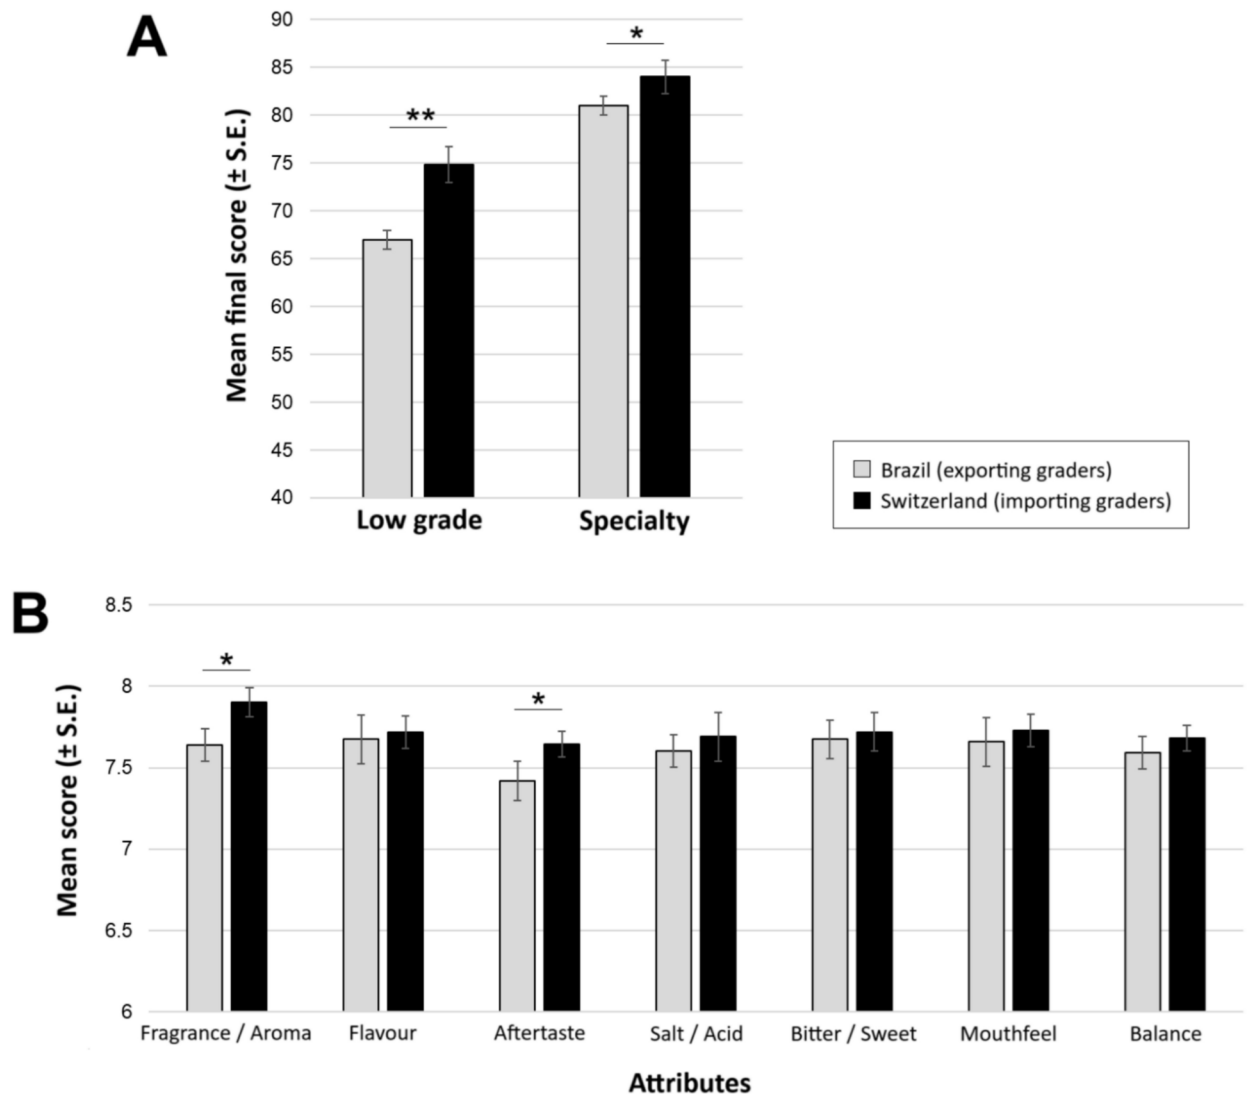 A
Mean final score (± S.E.)
90
85
80
75
70
65
60
55
50
45
40
**
*
Low grade
Specialty
Brazil (exporting graders)
Switzerland (importing graders)
B
Mean score (± S.E.)
8.5
8
7.5
7
6.5
6
*
*
Fragrance / Aroma
Flavour
Aftertaste
Salt / Acid
Bitter / Sweet
Mouthfeel
Balance
Attributes